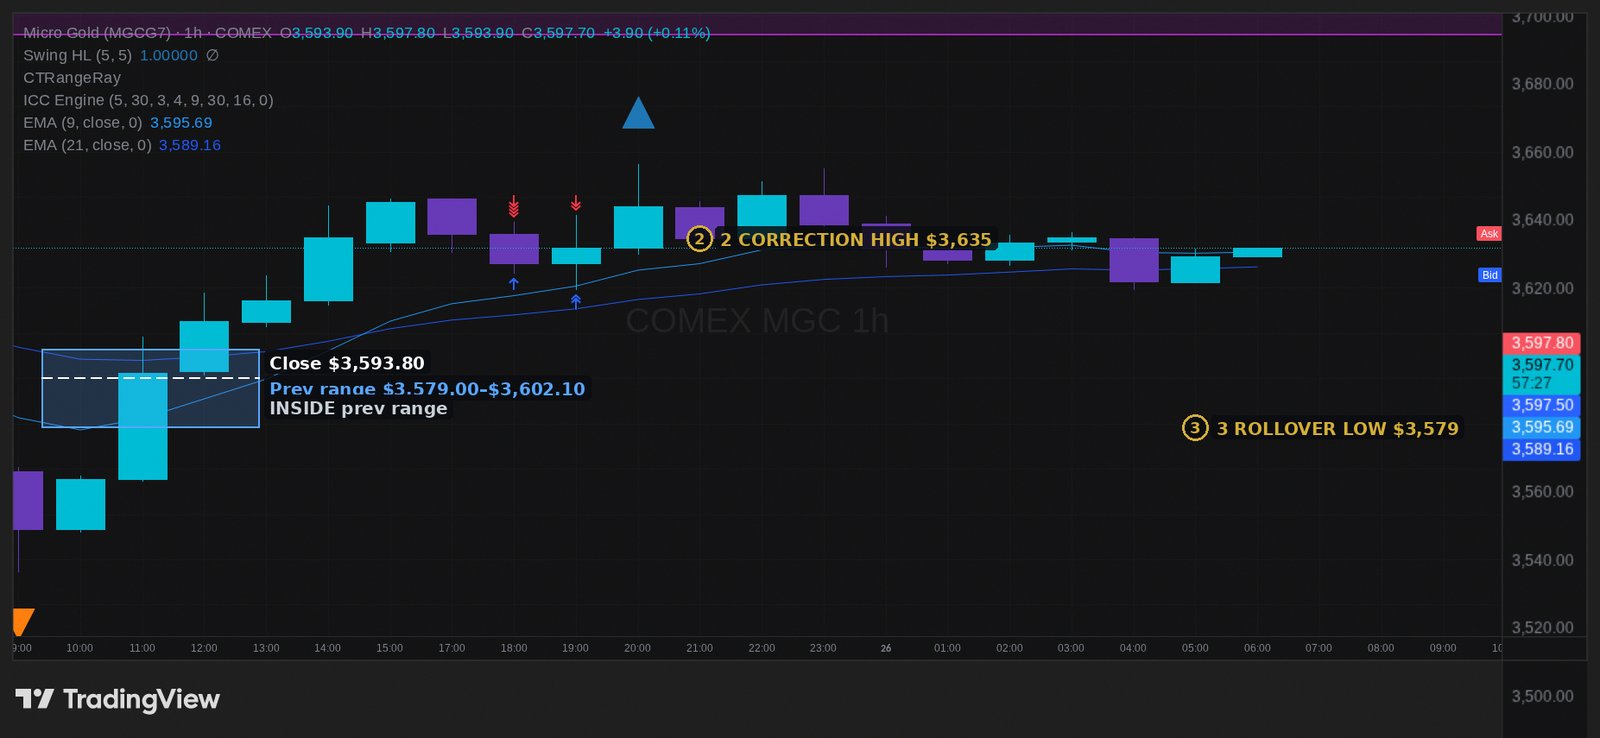 Micro Gold (MGCG7) · 1h · COMEX O3,593.90 H3,597.80 L3,593.90 C3,597.70 +3.90 (+0.11%)
Swing HL (5, 5) 1.00000 ∅
CTRangeRay
ICC Engine (5, 30, 3, 4, 9, 30, 16, 0)
EMA (9, close, 0) 3,595.69
EMA (21, close, 0) 3,589.16
3,700.00
3,680.00
3,660.00
3,640.00
3,620.00
Ask
Bid
3,597.80
3,597.70
57:27
3,597.50
3,595.69
3,589.16
3,560.00
3,540.00
3,520.00
3,500.00
2 2 CORRECTION HIGH $3,635
COMEX MGC 1h
Close $3,593.80
Prev range $3,579.00–$3,602.10
INSIDE prev range
3 3 ROLLOVER LOW $3,579
9:00 10:00 11:00 12:00 13:00 14:00 15:00 17:00 18:00 19:00 20:00 21:00 22:00 23:00 26 01:00 02:00 03:00 04:00 05:00 06:00 07:00 08:00 09:00 10
TradingView